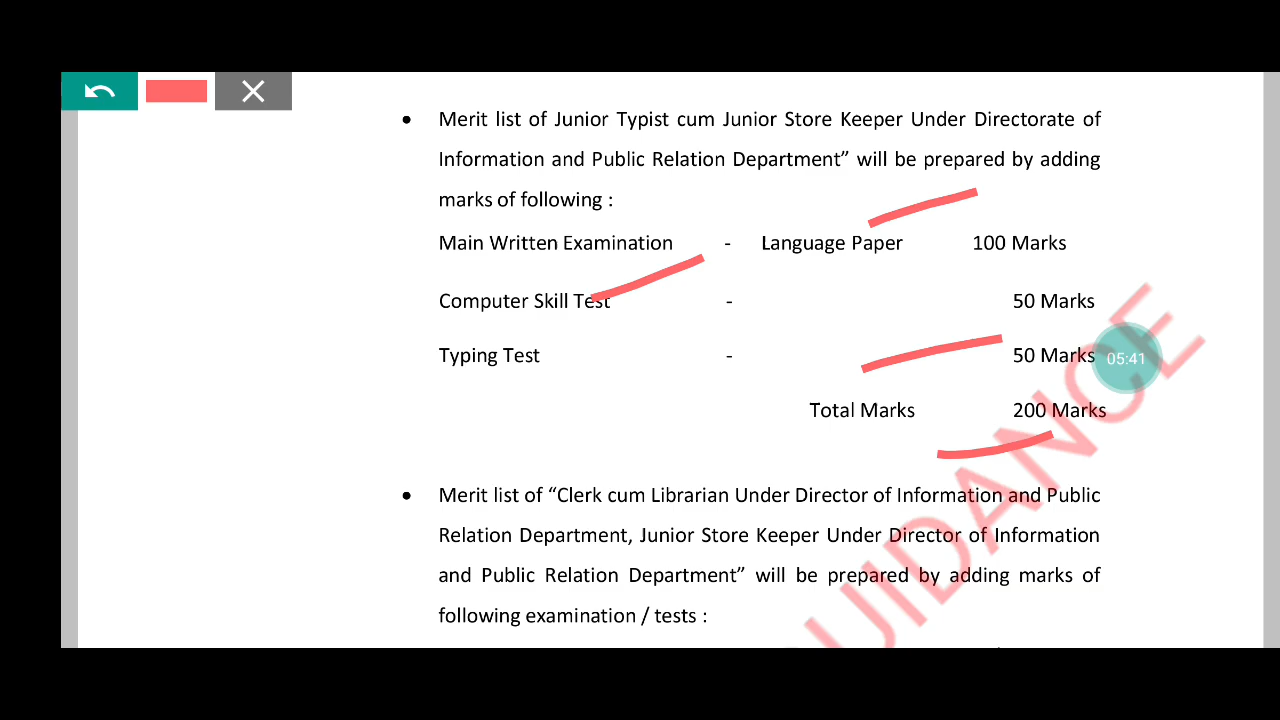 • Merit list of Junior Typist cum Junior Store Keeper Under Directorate of
Information and Public Relation Department” will be prepared by adding
marks of following :
Main Written Examination - Language Paper 100 Marks
Computer Skill Test - 50 Marks
Typing Test - 50 Marks
05:41
Total Marks 200 Marks
• Merit list of “Clerk cum Librarian Under Director of Information and Public
Relation Department, Junior Store Keeper Under Director of Information
and Public Relation Department” will be prepared by adding marks of
following examination / tests :
UIDANCE